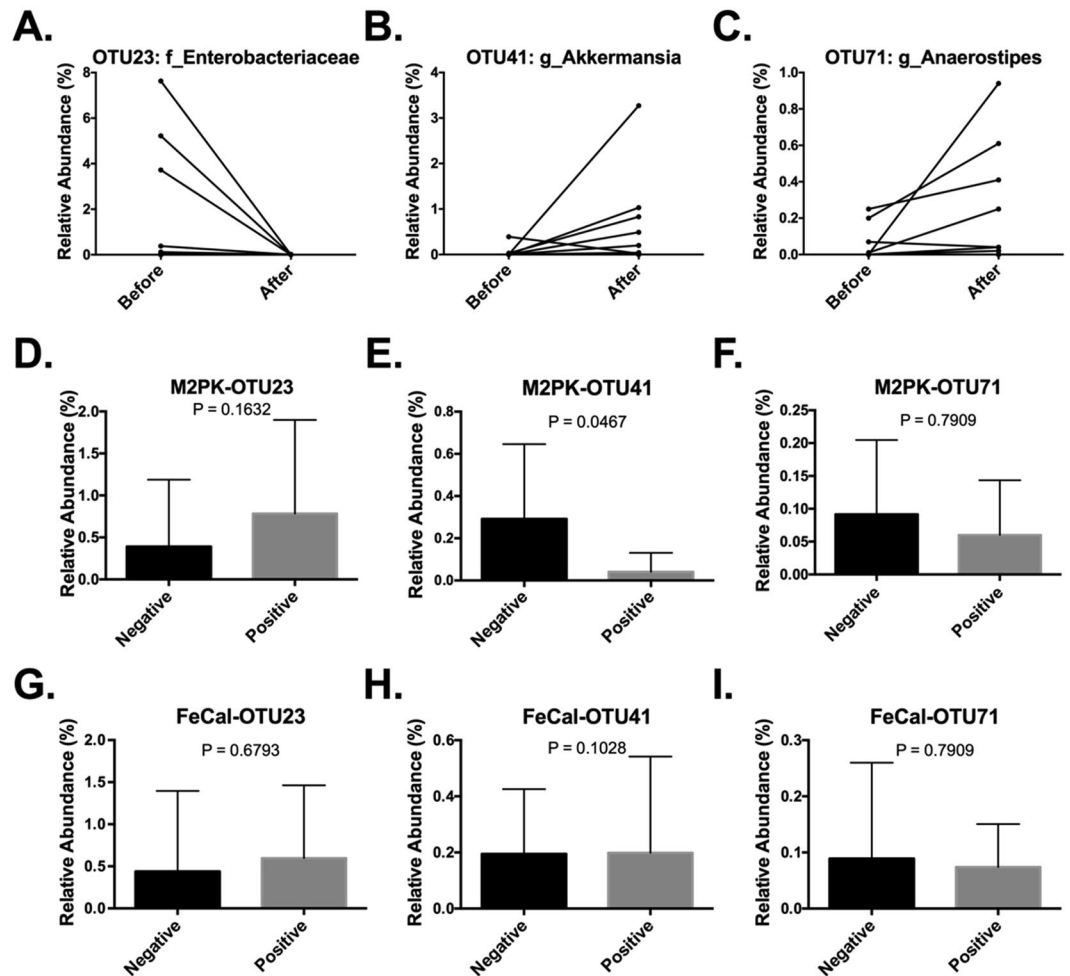 A.
OTU23: f_Enterobacteriaceae
Relative Abundance (%)
8
6
4
2
0
Before
After
B.
OTU41: g_Akkermansia
Relative Abundance (%)
4
3
2
1
0
Before
After
C.
OTU71: g_Anaerostipes
Relative Abundance (%)
1.0
0.8
0.6
0.4
0.2
0.0
Before
After
D.
M2PK-OTU23
P = 0.1632
Relative Abundance (%)
2.0
1.5
1.0
0.5
0.0
Negative
Positive
E.
M2PK-OTU41
P = 0.0467
Relative Abundance (%)
0.8
0.6
0.4
0.2
0.0
Negative
Positive
F.
M2PK-OTU71
P = 0.7909
Relative Abundance (%)
0.25
0.20
0.15
0.10
0.05
0.00
Negative
Positive
G.
FeCal-OTU23
P = 0.6793
Relative Abundance (%)
2.0
1.5
1.0
0.5
0.0
Negative
Positive
H.
FeCal-OTU41
P = 0.1028
Relative Abundance (%)
0.6
0.4
0.2
0.0
Negative
Positive
I.
FeCal-OTU71
P = 0.7909
Relative Abundance (%)
0.3
0.2
0.1
0.0
Negative
Positive